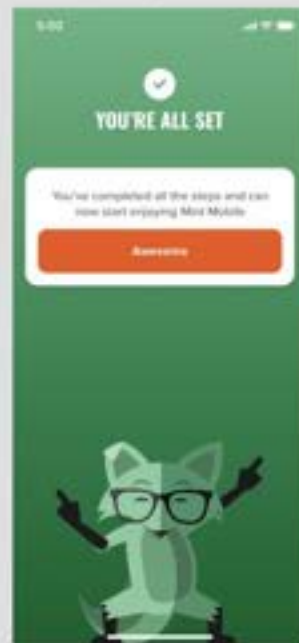 YOU'RE ALL SET
You've completed all the steps and can
now start enjoying Mint Mobile
Awesome